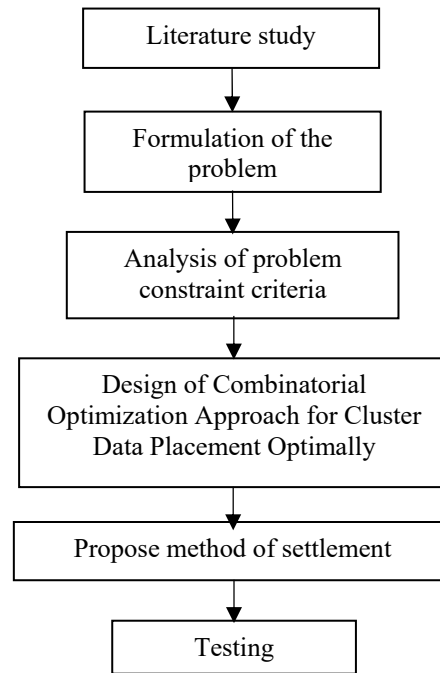 Literature study
Formulation of the
problem
Analysis of problem
constraint criteria
Design of Combinatorial
Optimization Approach for Cluster
Data Placement Optimally
Propose method of settlement
Testing